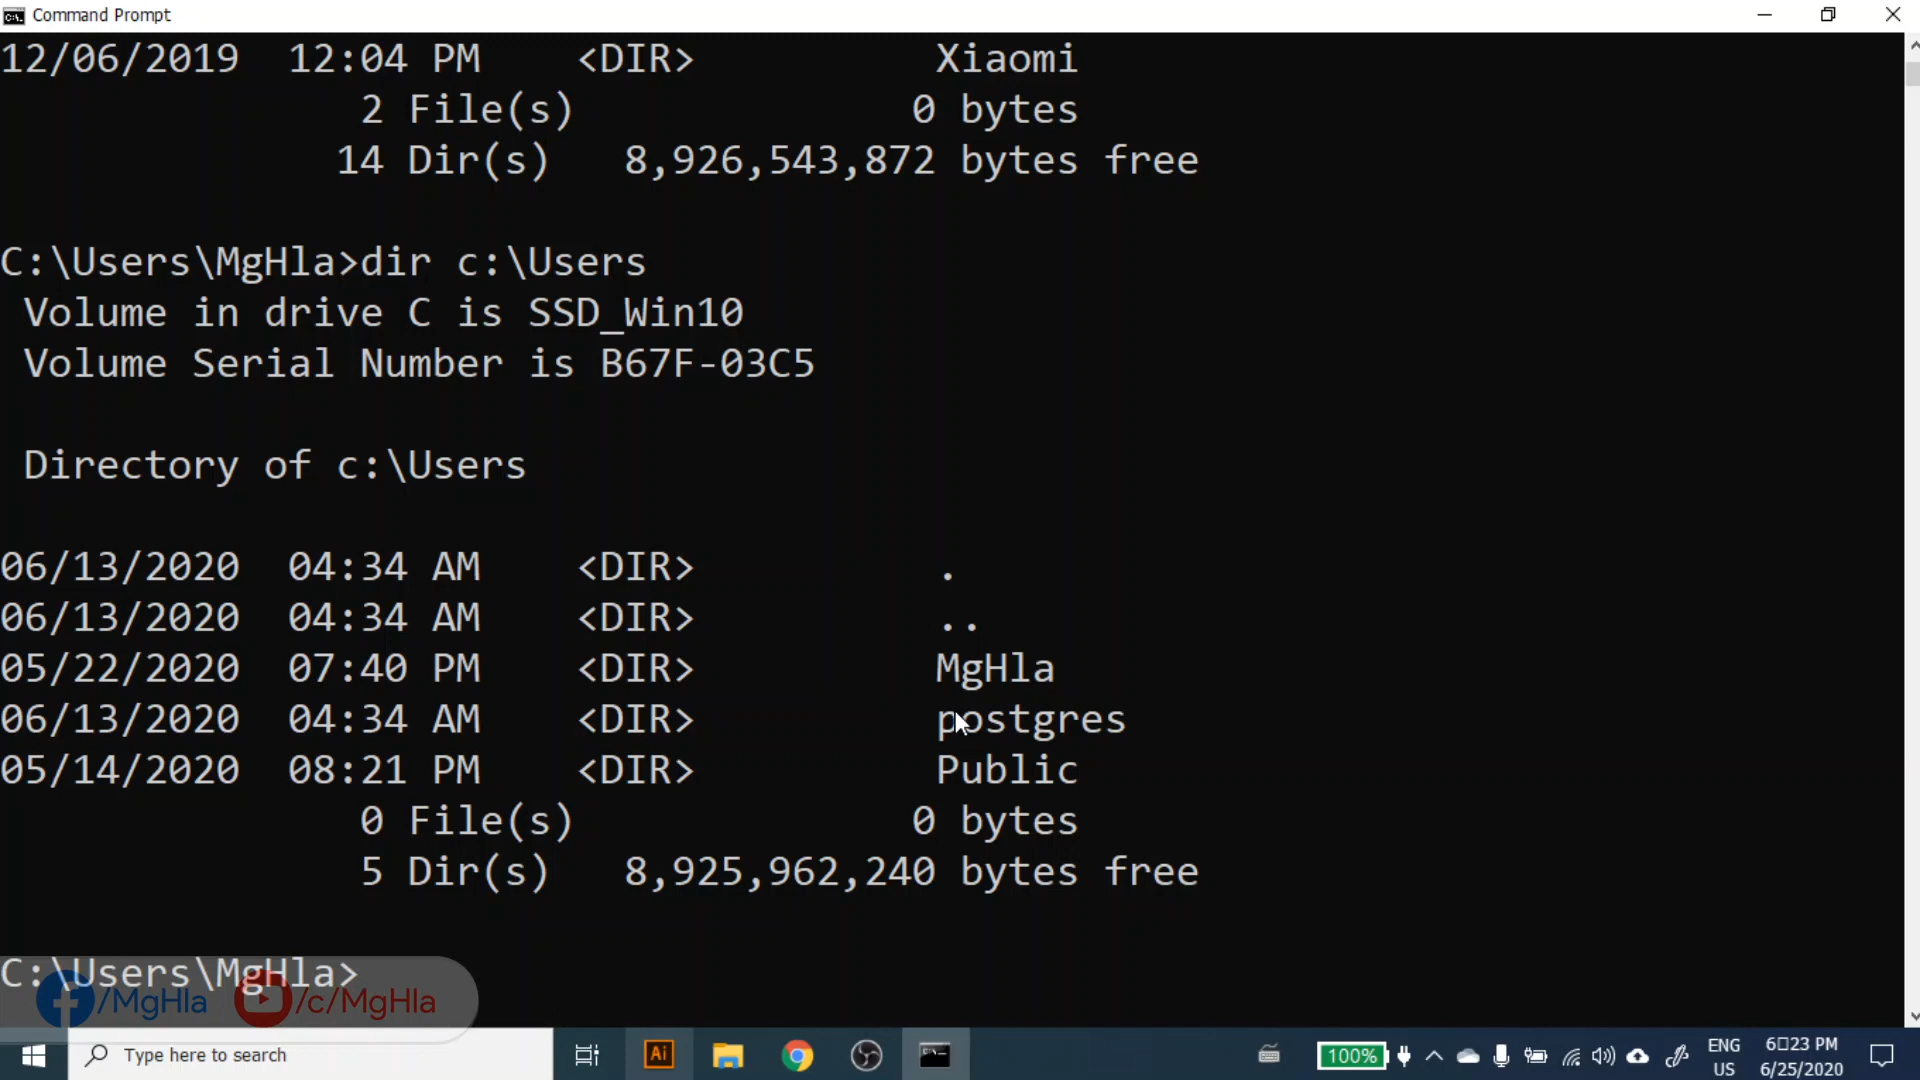 Command Prompt
12/06/2019 12:04 PM <DIR> Xiaomi
2 File(s) 0 bytes
14 Dir(s) 8,926,543,872 bytes free
C:\Users\MgHla>dir c:\Users
Volume in drive C is SSD_Win10
Volume Serial Number is B67F-03C5
Directory of c:\Users
06/13/2020 04:34 AM <DIR> .
06/13/2020 04:34 AM <DIR> ..
05/22/2020 07:40 PM <DIR> MgHla
06/13/2020 04:34 AM <DIR> postgres
05/14/2020 08:21 PM <DIR> Public
0 File(s) 0 bytes
5 Dir(s) 8,925,962,240 bytes free
C:\Users\MgHla>
/MgHla /c/MgHla
Type here to search
Ai
100%
ENG
US
6□23 PM
6/25/2020